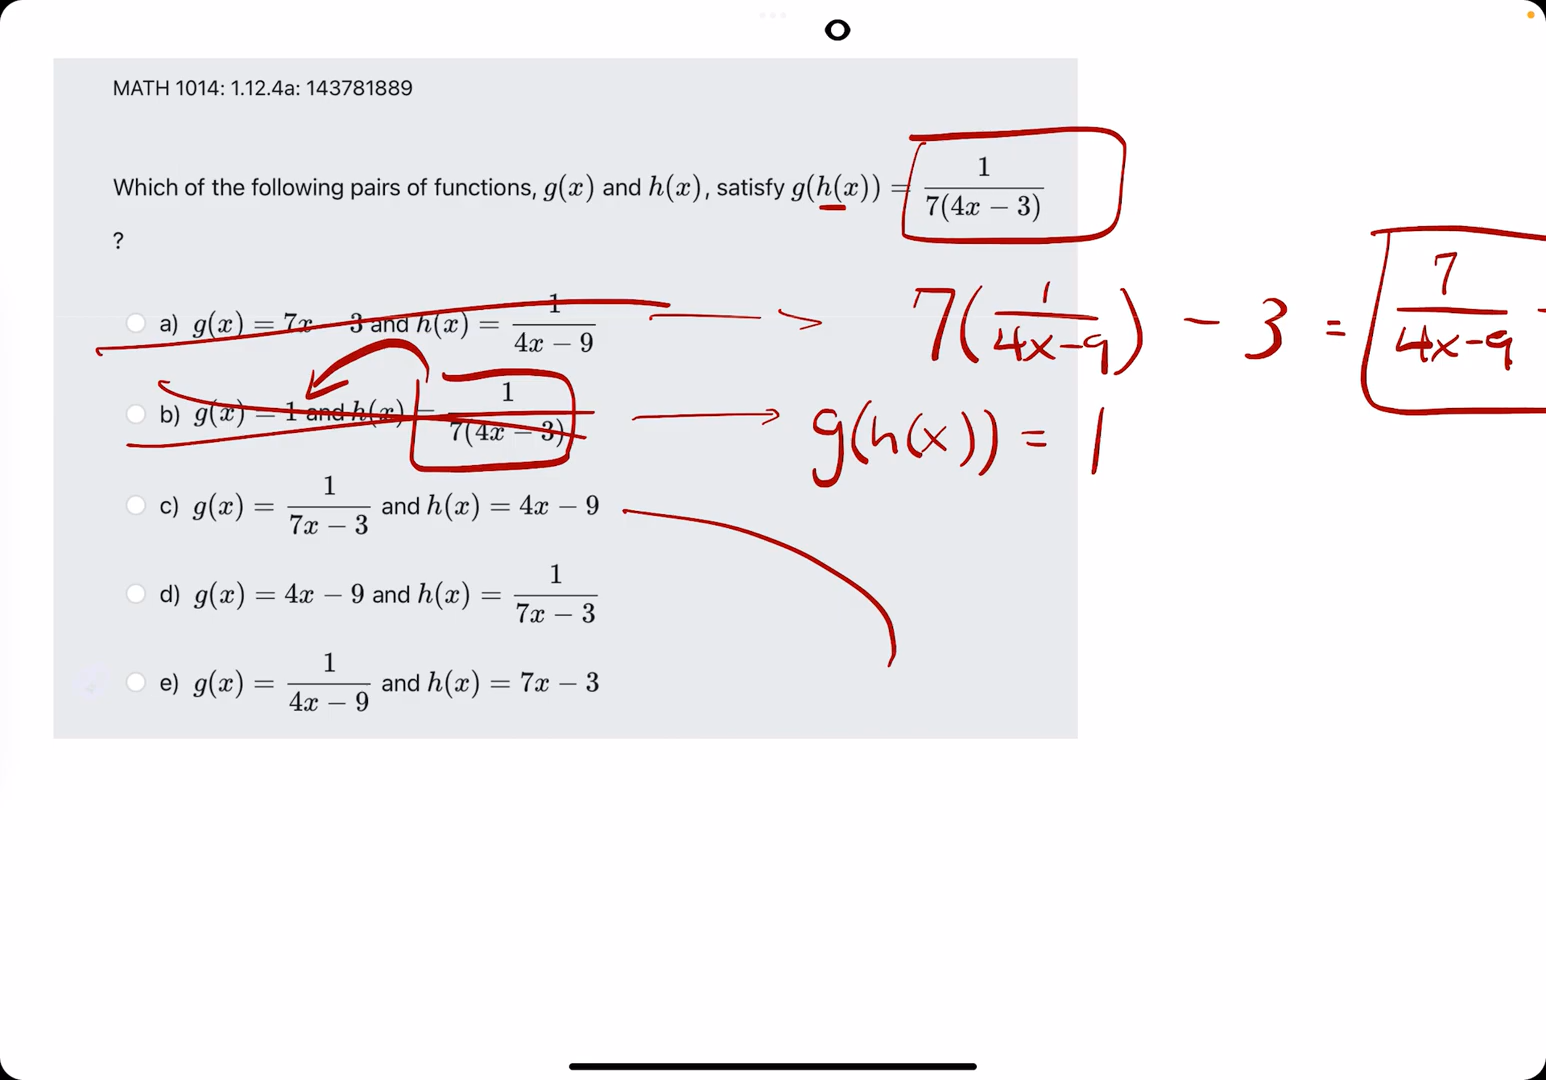 MATH 1014: 1.12.4a: 143781889
Which of the following pairs of functions, g(x) and h(x), satisfy g(h(x)) = 1/(7(4x − 3))
?
a) g(x) = 7x − 3 and h(x) = 1/(4x − 9)
7(1/(4x-9)) - 3 = 7/(4x-9)
b) g(x) = 1 and h(x) = 1/(7(4x − 3))
g(h(x)) = 1
c) g(x) = 1/(7x − 3) and h(x) = 4x − 9
d) g(x) = 4x − 9 and h(x) = 1/(7x − 3)
e) g(x) = 1/(4x − 9) and h(x) = 7x − 3